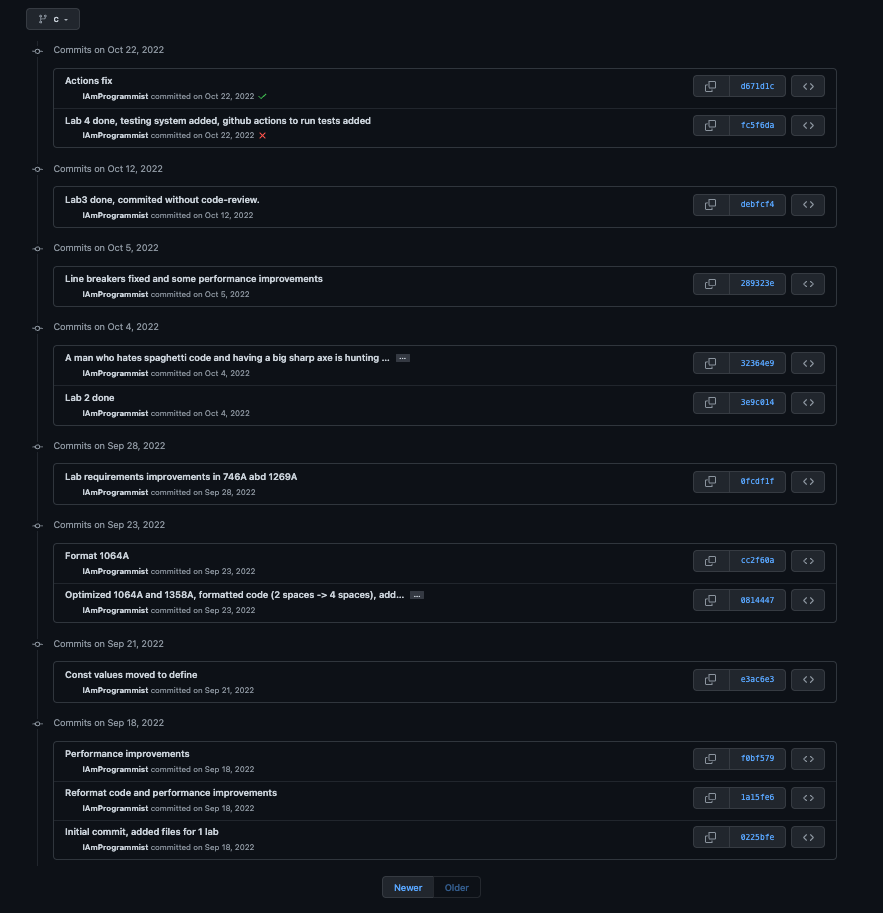 c
Commits on Oct 22, 2022
Actions fix
IAmProgrammist committed on Oct 22, 2022
d671d1c
Lab 4 done, testing system added, github actions to run tests added
IAmProgrammist committed on Oct 22, 2022
fc5f6da
Commits on Oct 12, 2022
Lab3 done, commited without code-review.
IAmProgrammist committed on Oct 12, 2022
debfcf4
Commits on Oct 5, 2022
Line breakers fixed and some performance improvements
IAmProgrammist committed on Oct 5, 2022
289323e
Commits on Oct 4, 2022
A man who hates spaghetti code and having a big sharp axe is hunting ... ...
IAmProgrammist committed on Oct 4, 2022
32364e9
Lab 2 done
IAmProgrammist committed on Oct 4, 2022
3e9c014
Commits on Sep 28, 2022
Lab requirements improvements in 746A abd 1269A
IAmProgrammist committed on Sep 28, 2022
0fcdf1f
Commits on Sep 23, 2022
Format 1064A
IAmProgrammist committed on Sep 23, 2022
cc2f60a
Optimized 1064A and 1358A, formatted code (2 spaces -> 4 spaces), add... ...
IAmProgrammist committed on Sep 23, 2022
0814447
Commits on Sep 21, 2022
Const values moved to define
IAmProgrammist committed on Sep 21, 2022
e3ac6e3
Commits on Sep 18, 2022
Performance improvements
IAmProgrammist committed on Sep 18, 2022
f0bf579
Reformat code and performance improvements
IAmProgrammist committed on Sep 18, 2022
1a15fe6
Initial commit, added files for 1 lab
IAmProgrammist committed on Sep 18, 2022
0225bfe
Newer Older